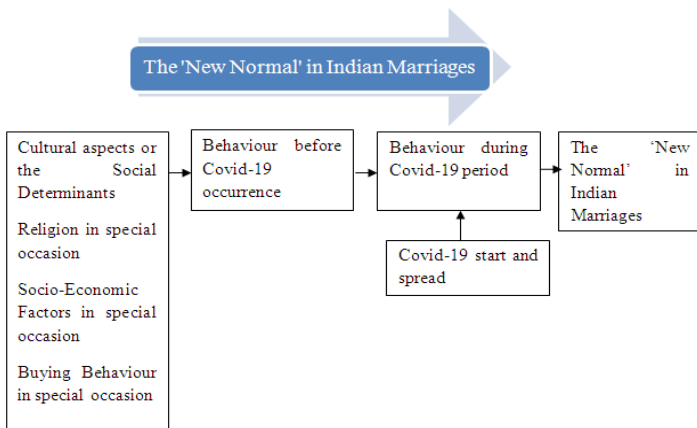 The 'New Normal' in Indian Marriages
Cultural aspects or
the Social
Determinants
Religion in special
occasion
Socio-Economic
Factors in special
occasion
Buying Behaviour
in special occasion
Behaviour before
Covid-19
occurrence
Behaviour during
Covid-19 period
Covid-19 start and
spread
The ‘New
Normal’ in
Indian
Marriages